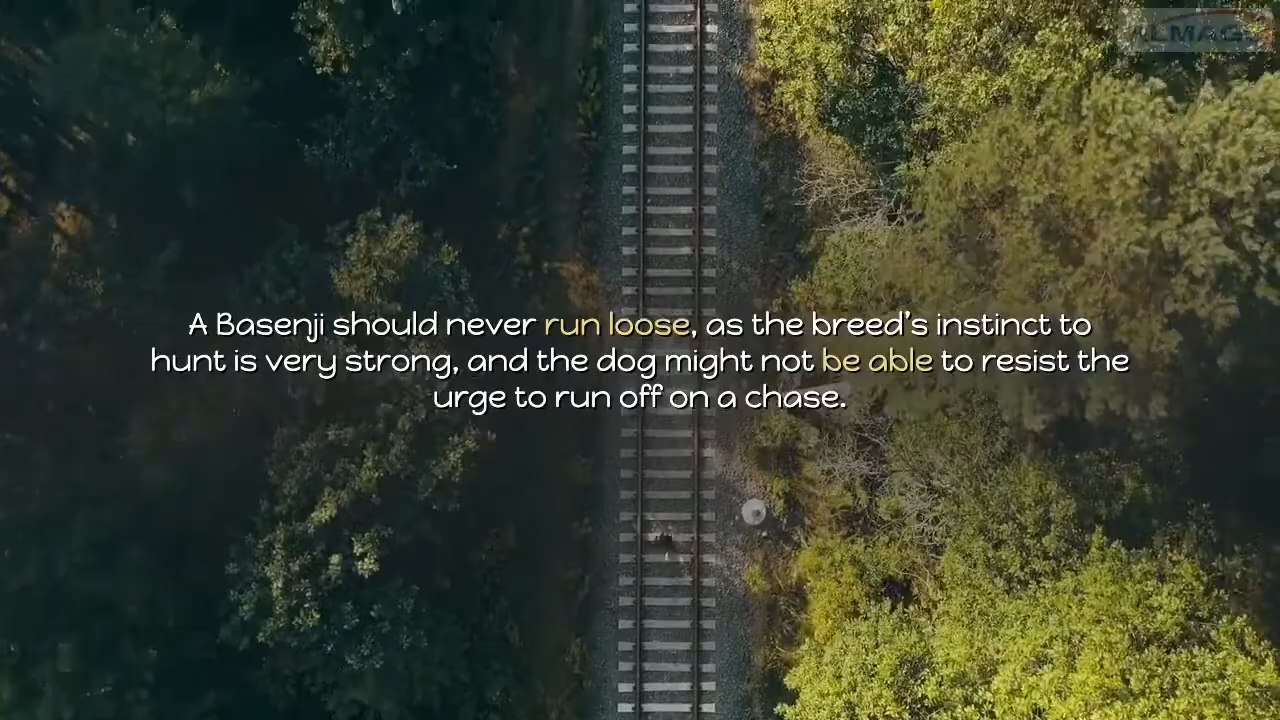 A Basenji should never run loose, as the breed's instinct to
hunt is very strong, and the dog might not be able to resist the
urge to run off on a chase.